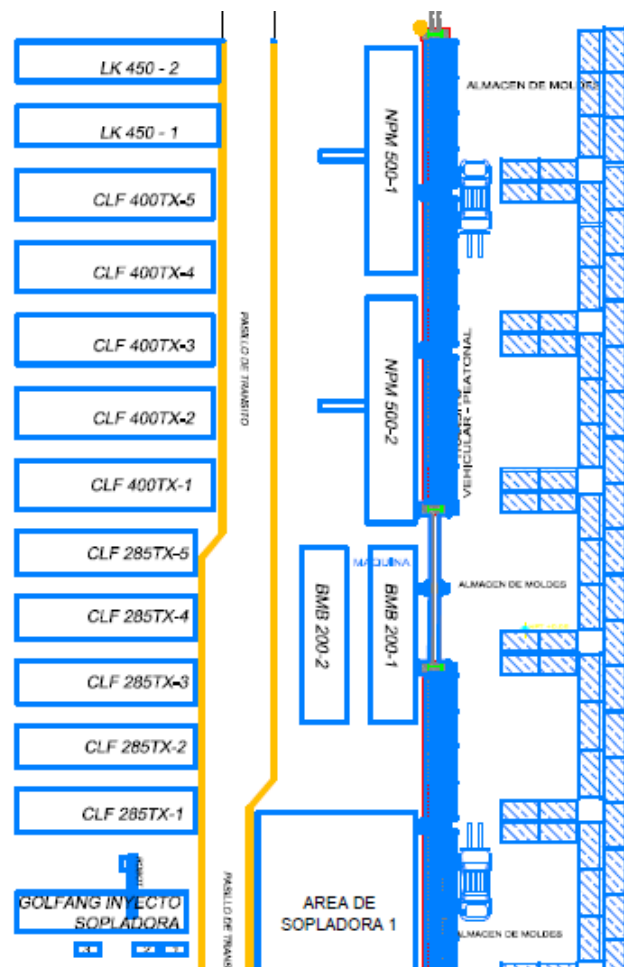 LK 450 - 2
LK 450 - 1
CLF 400TX-5
CLF 400TX-4
CLF 400TX-3
CLF 400TX-2
CLF 400TX-1
CLF 285TX-5
CLF 285TX-4
CLF 285TX-3
CLF 285TX-2
CLF 285TX-1
GOLFANG INYECTO
SOPLADORA
PASILLO DE TRANSITO
PASILLO DE TRANS
NPM 500-1
NPM 500-2
MAQUINA
BMB 200-2
BMB 200-1
AREA DE
SOPLADORA 1
ALMACEN DE MOLDES
VEHICULAR - PEATONAL
ALMACEN DE MOLDES
ALMACEN DE MOLDES